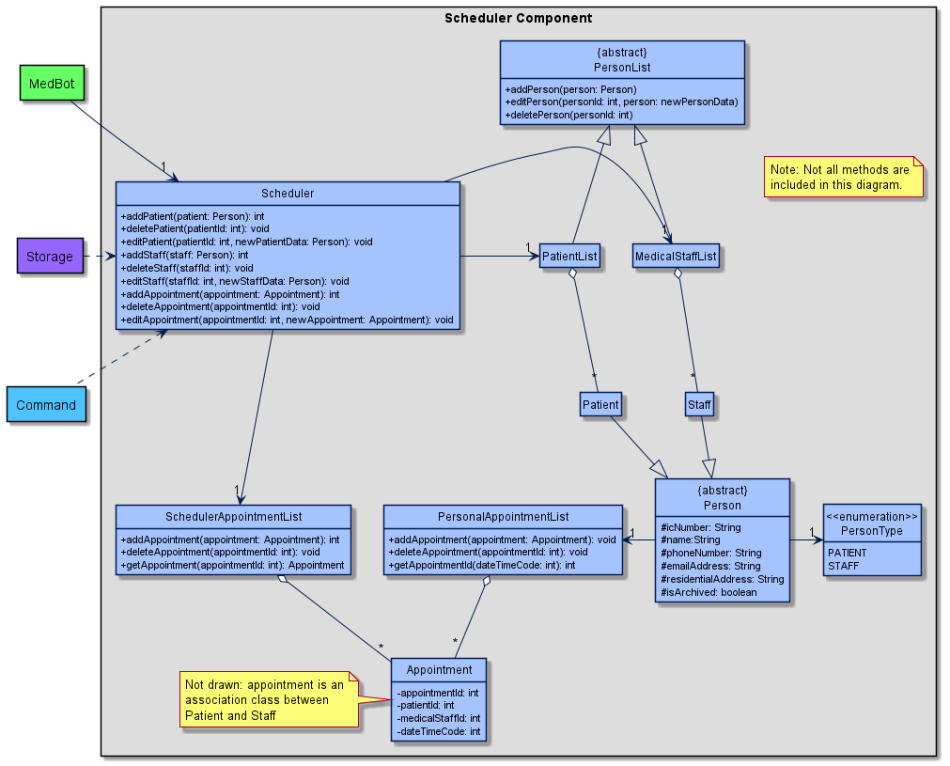 Scheduler Component
{abstract}
PersonList
+addPerson(person: Person)
+editPerson(personId: int, person: newPersonData)
+deletePerson(personId: int)
MedBot
1
Note: Not all methods are
included in this diagram.
Scheduler
+addPatient(patient: Person): int
+deletePatient(patientId: int): void
+editPatient(patientId: int, newPatientData: Person): void
+addStaff(staff: Person): int
+deleteStaff(staffId: int): void
+editStaff(staffId: int, newStaffData: Person): void
+addAppointment(appointment: Appointment): int
+deleteAppointment(appointmentId: int): void
+editAppointment(appointmentId: int, newAppointment: Appointment): void
Storage
1
PatientList
1
MedicalStaffList
Command
*
*
Patient
Staff
1
SchedulerAppointmentList
+addAppointment(appointment: Appointment): int
+deleteAppointment(appointmentId: int): void
+getAppointment(appointmentId: int): Appointment
PersonalAppointmentList
+addAppointment(appointment: Appointment): void
+deleteAppointment(appointmentId: int): void
+getAppointmentId(dateTimeCode: int): int
1
{abstract}
Person
#icNumber: String
#name:String
#phoneNumber: String
#emailAddress: String
#residentialAddress: String
#isArchived: boolean
1
<<enumeration>>
PersonType
PATIENT
STAFF
*
*
Not drawn: appointment is an
association class between
Patient and Staff
Appointment
-appointmentId: int
-patientId: int
-medicalStaffId: int
-dateTimeCode: int